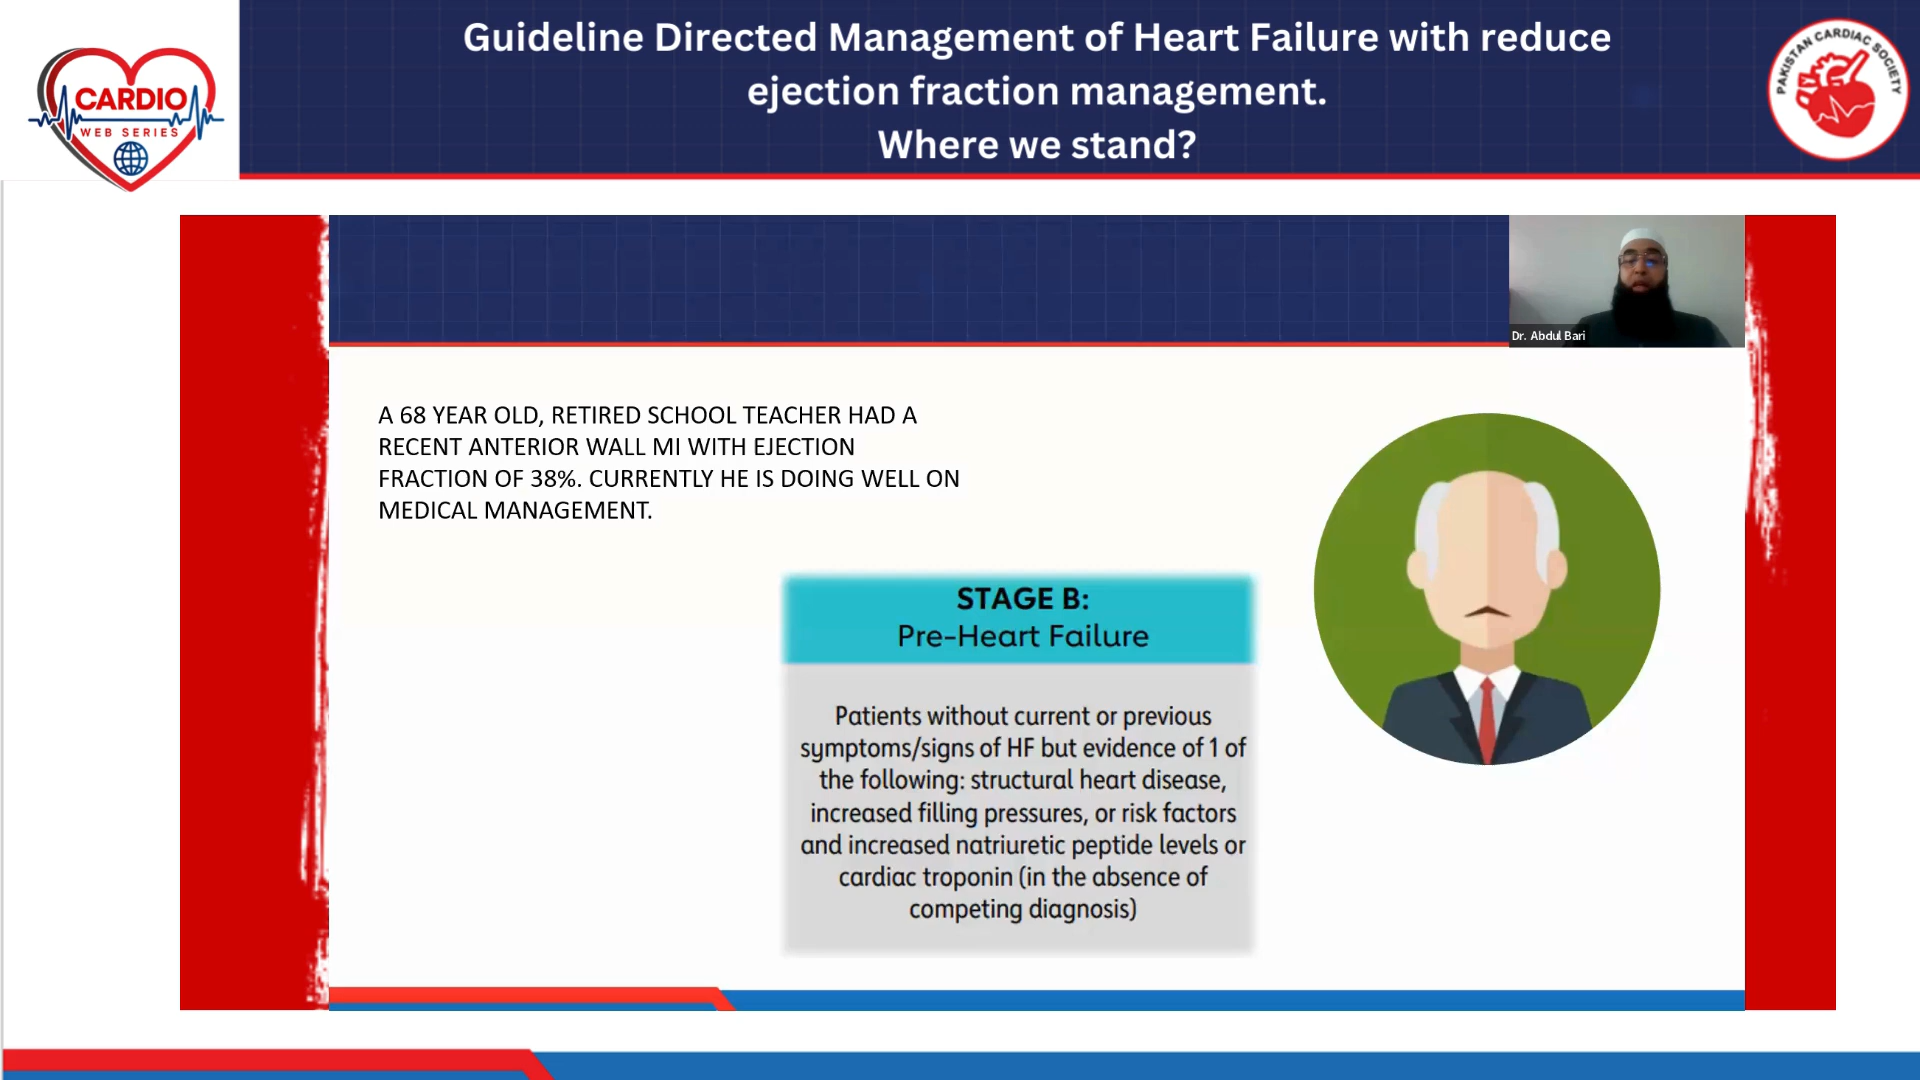 Guideline Directed Management of Heart Failure with reduce
ejection fraction management.
Where we stand?
CARDIO
WEB SERIES
PAKISTAN CARDIAC SOCIETY
Dr. Abdul Bari
A 68 YEAR OLD, RETIRED SCHOOL TEACHER HAD A
RECENT ANTERIOR WALL MI WITH EJECTION
FRACTION OF 38%. CURRENTLY HE IS DOING WELL ON
MEDICAL MANAGEMENT.
STAGE B:
Pre-Heart Failure
Patients without current or previous
symptoms/signs of HF but evidence of 1 of
the following: structural heart disease,
increased filling pressures, or risk factors
and increased natriuretic peptide levels or
cardiac troponin (in the absence of
competing diagnosis)